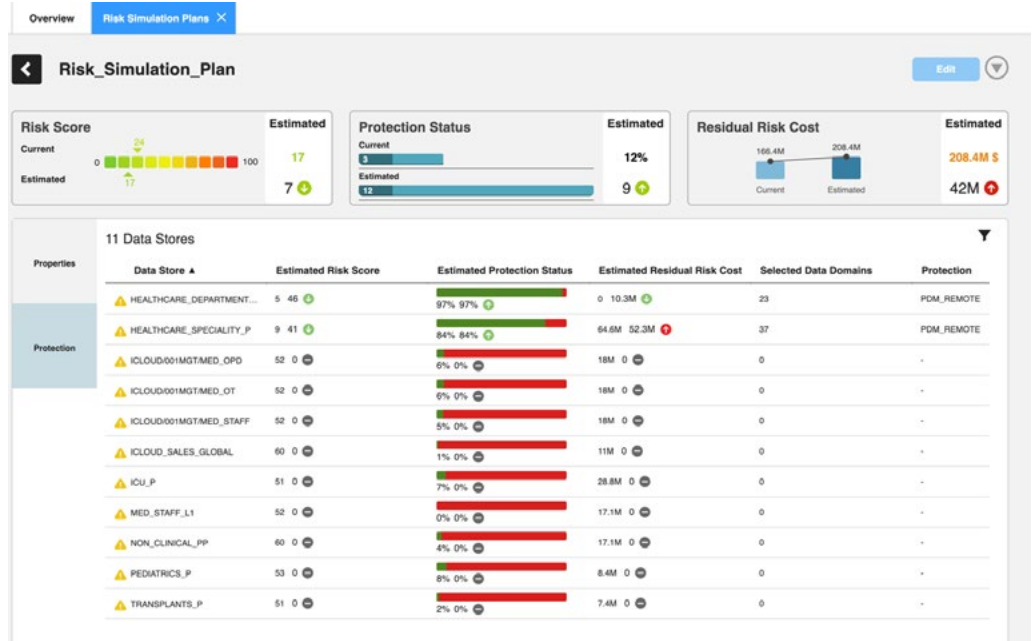 Overview Risk Simulation Plans
Risk_Simulation_Plan Edit
Risk Score
Estimated
Current
24
0 100
Estimated
17
17
7
Protection Status
Estimated
Current
3
Estimated
12
12%
9
Residual Risk Cost
Estimated
166.4M 208.4M
Current Estimated
208.4M $
42M
Properties
Protection
11 Data Stores
Data Store ▲ Estimated Risk Score Estimated Protection Status Estimated Residual Risk Cost Selected Data Domains Protection
HEALTHCARE_DEPARTMENT... 5 46 97% 97% 0 10.3M 23 PDM_REMOTE
HEALTHCARE_SPECIALITY_P 9 41 84% 84% 64.6M 52.3M 37 PDM_REMOTE
ICLOUD/001MGT/MED_OPD 52 0 6% 0% 18M 0 0 -
ICLOUD/001MGT/MED_OT 52 0 6% 0% 18M 0 0 -
ICLOUD/001MGT/MED_STAFF 52 0 5% 0% 18M 0 0 -
ICLOUD_SALES_GLOBAL 60 0 1% 0% 11M 0 0 -
ICU_P 51 0 7% 0% 28.8M 0 0 -
MED_STAFF_L1 52 0 0% 0% 17.1M 0 0 -
NON_CLINICAL_PP 60 0 4% 0% 17.1M 0 0 -
PEDIATRICS_P 53 0 8% 0% 8.4M 0 0 -
TRANSPLANTS_P 51 0 2% 0% 7.4M 0 0 -